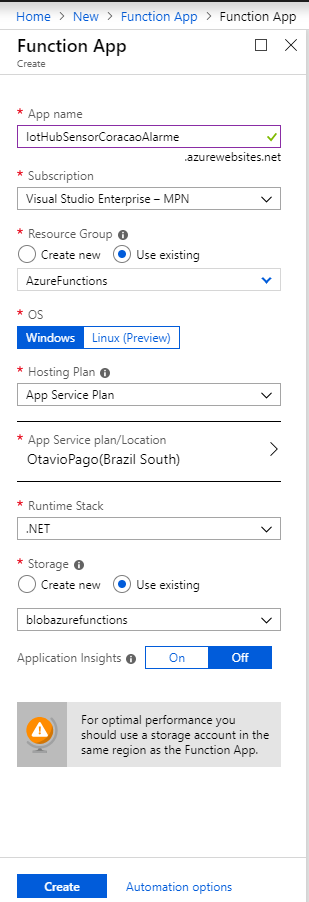 Home > New > Function App > Function App
Function App
Create
* App name
IotHubSensorCoracaoAlarme
.azurewebsites.net
* Subscription
Visual Studio Enterprise – MPN
* Resource Group
Create new Use existing
AzureFunctions
* OS
Windows Linux (Preview)
* Hosting Plan
App Service Plan
* App Service plan/Location
OtavioPago(Brazil South)
* Runtime Stack
.NET
* Storage
Create new Use existing
blobazurefunctions
Application Insights On Off
For optimal performance you
should use a storage account in the
same region as the Function App.
Create Automation options